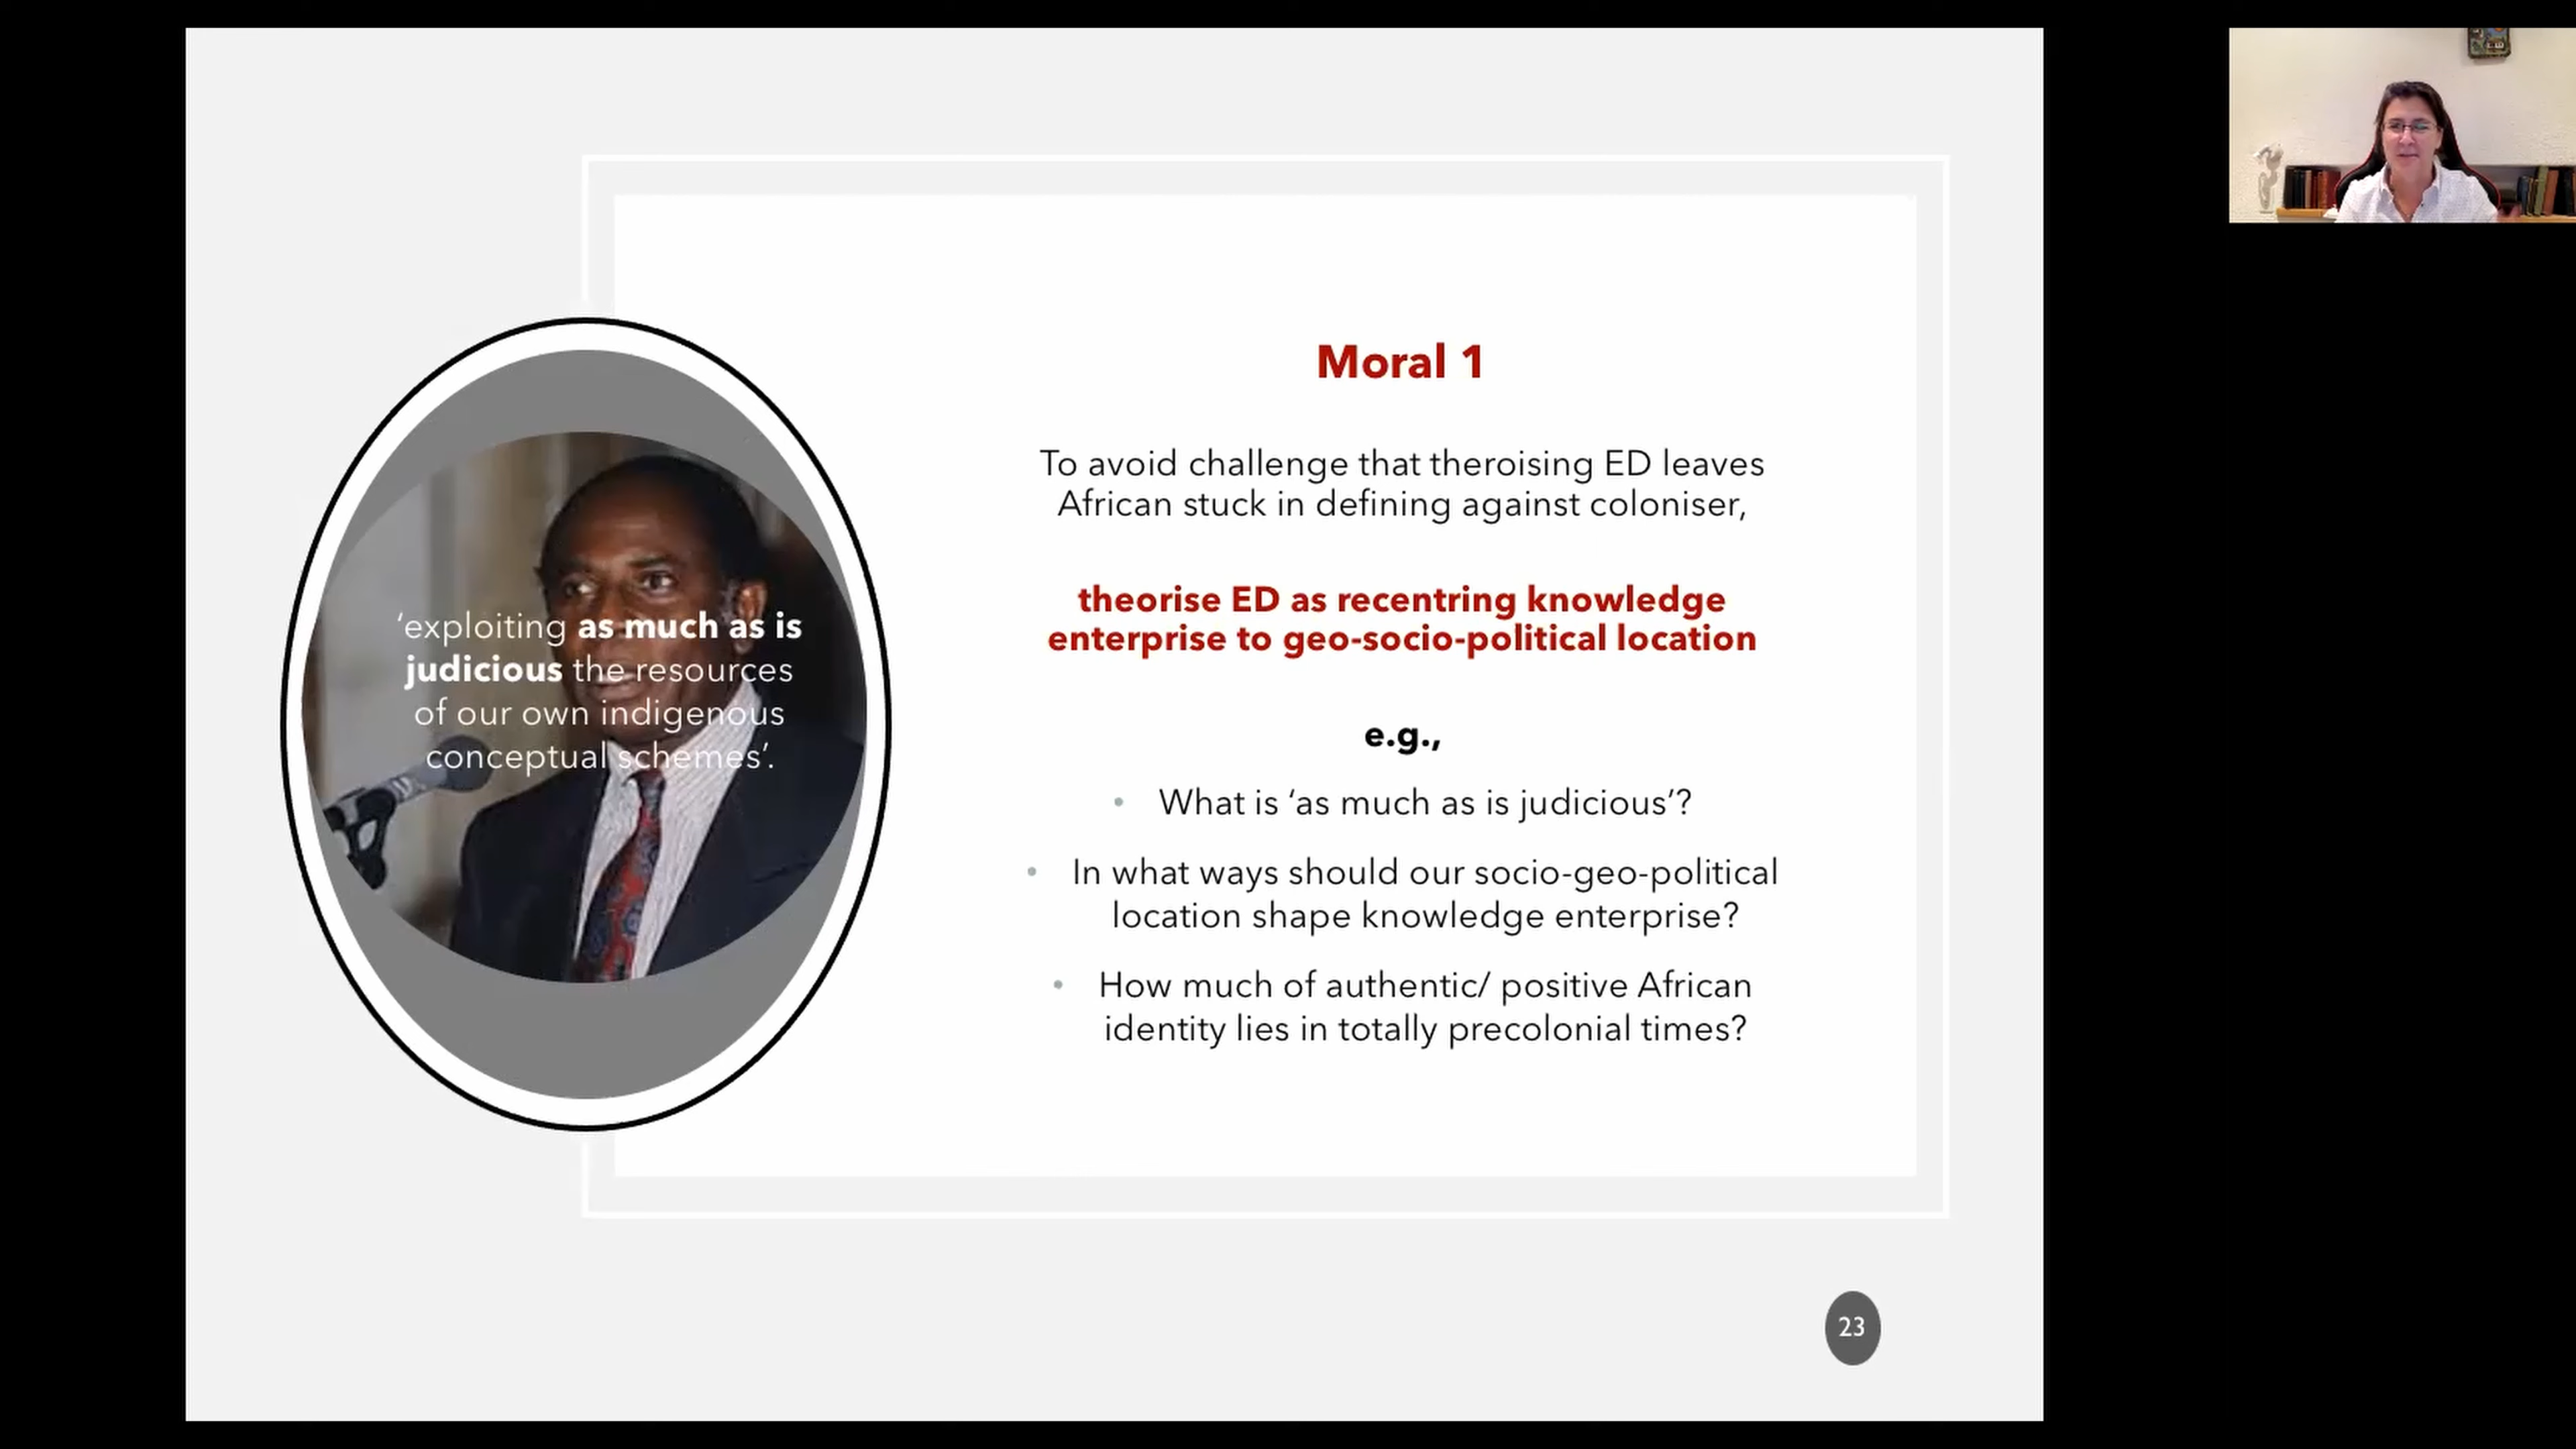 ‘exploiting as much as is
judicious the resources
of our own indigenous
conceptual schemes’.
Moral 1
To avoid challenge that theroising ED leaves
African stuck in defining against coloniser,
theorise ED as recentring knowledge
enterprise to geo-socio-political location
e.g.,
• What is ‘as much as is judicious’?
• In what ways should our socio-geo-political
location shape knowledge enterprise?
• How much of authentic/ positive African
identity lies in totally precolonial times?
23